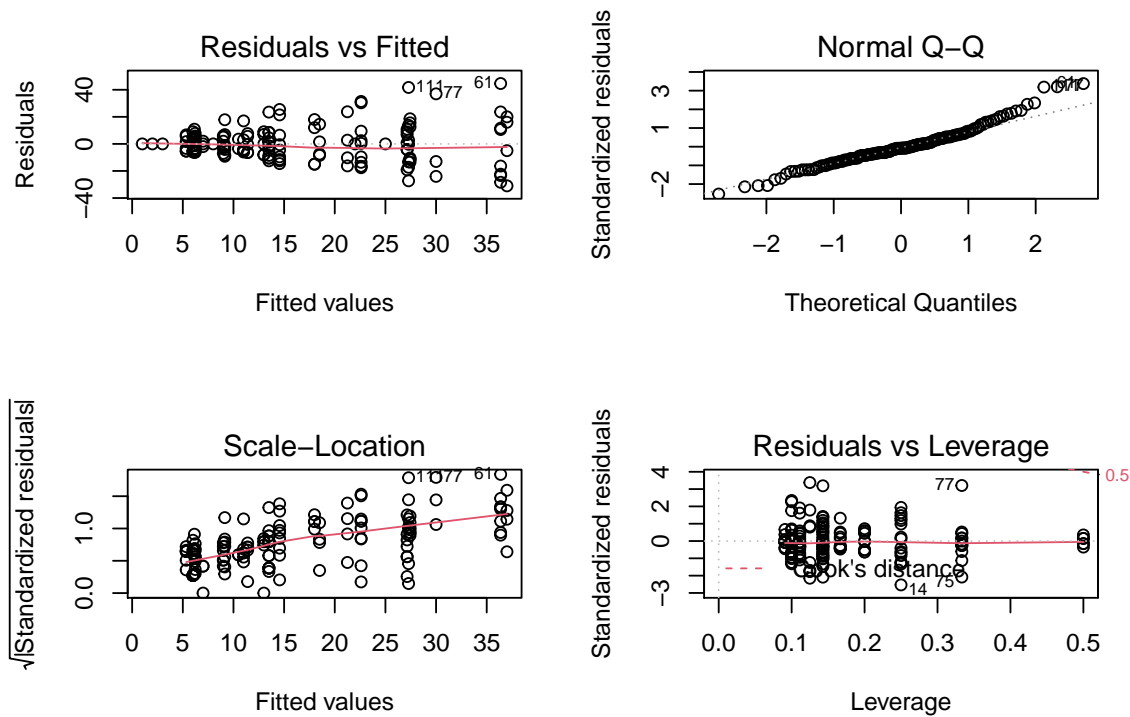 Residuals vs Fitted
Residuals
40
0
−40
61
111
77
0 5 10 15 20 25 30 35
Fitted values
Normal Q−Q
Standardized residuals
3
1
−2
−2 −1 0 1 2
Theoretical Quantiles
Scale−Location
√|Standardized residuals|
1.0
0.0
111
77
61
0 5 10 15 20 25 30 35
Fitted values
Residuals vs Leverage
Standardized residuals
4
2
0
−3
77
0.5
distance
75
14
0.0 0.1 0.2 0.3 0.4 0.5
Leverage